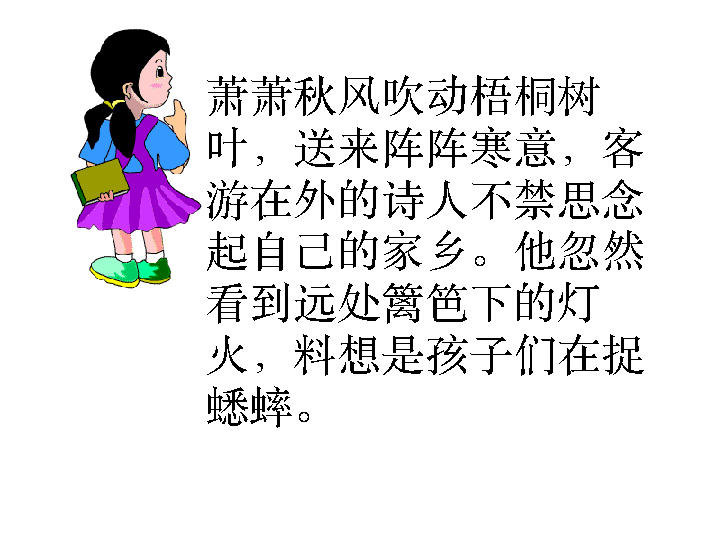 萧萧秋风吹动梧桐树
叶，送来阵阵寒意，客
游在外的诗人不禁思念
起自己的家乡。他忽然
看到远处篱笆下的灯
火，料想是孩子们在捉
蟋蟀。